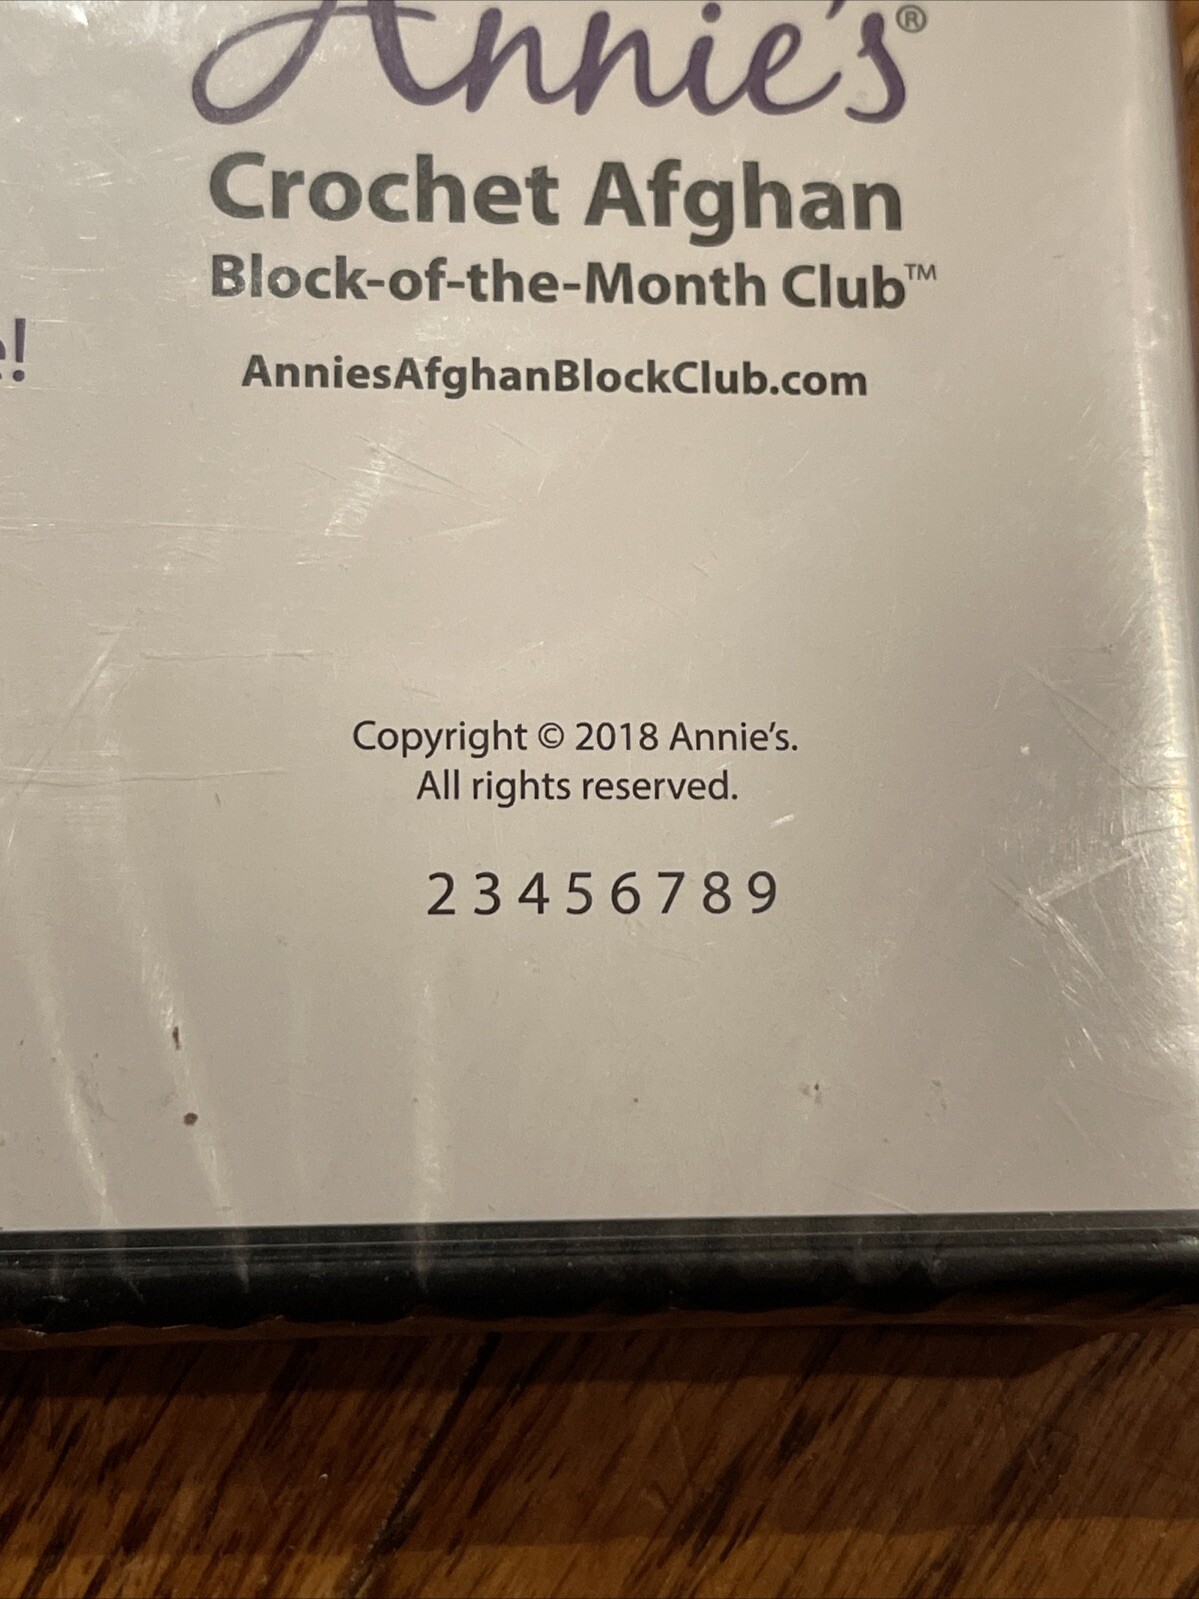 Annie's®
Crochet Afghan
Block-of-the-Month Club™
AnniesAfghanBlockClub.com
Copyright © 2018 Annie's.
All rights reserved.
2 3 4 5 6 7 8 9